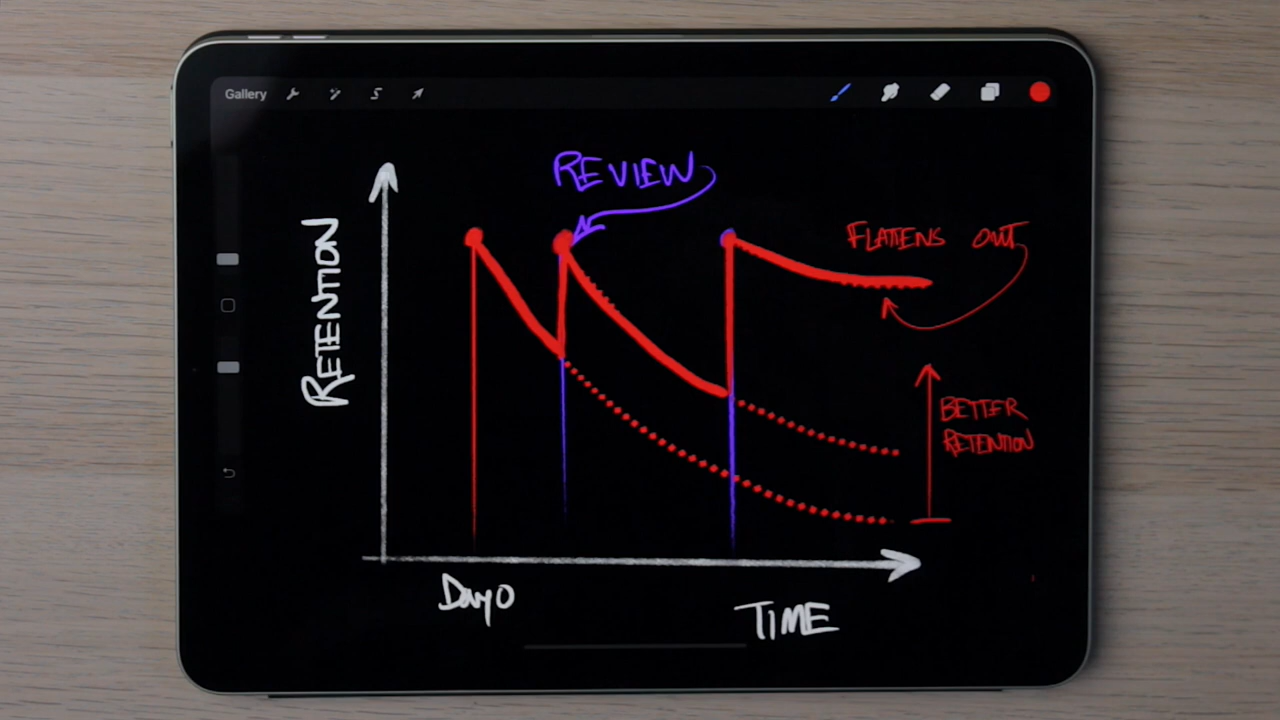 Gallery
REVIEW
RETENTION
FLATTENS OUT
BETTER
RETENTION
Day 0
TIME